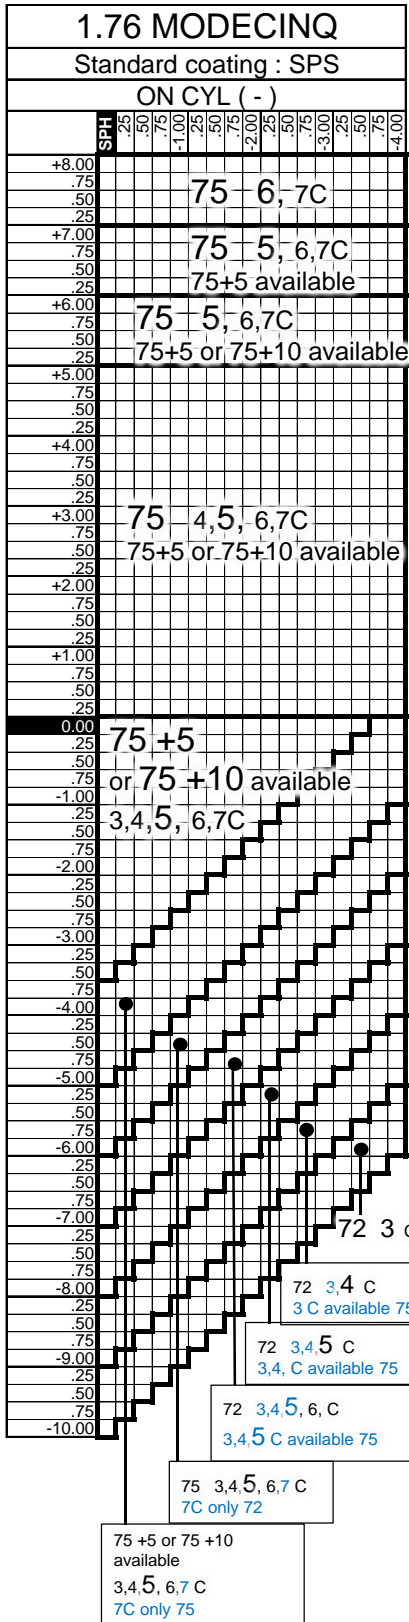 1.76 MODECINQ
Standard coating : SPS
ON CYL ( - )
SPH .25 .50 .75 -1.00 .25 .50 .75 -2.00 .25 .50 .75 -3.00 .25 .50 .75 -4.00
+8.00
.75
.50
75 6, 7C
.25
+7.00
75 5, 6,7C
.75
.50
75+5 available
.25
+6.00
75 5, 6,7C
.75
.50
75+5 or 75+10 available
.25
+5.00
.75
.50
.25
+4.00
.75
.50
.25
+3.00
75 4,5, 6,7C
.75
.50
75+5 or 75+10 available
.25
+2.00
.75
.50
.25
+1.00
.75
.50
.25
0.00
75 +5
.25
.50
or 75 +10 available
.75
-1.00
3,4,5, 6,7C
.25
.50
.75
-2.00
.25
.50
.75
-3.00
.25
.50
.75
-4.00
.25
.50
.75
-5.00
.25
.50
.75
-6.00
.25
.50
.75
-7.00
72 3 C
.25
.50
.75
-8.00
.25
.50
.75
-9.00
.25
.50
.75
-10.00
72 3,4 C
3 C available 75
72 3,4,5 C
3,4, C available 75
72 3,4,5, 6, C
3,4,5 C available 75
75 3,4,5, 6,7 C
7C only 72
75 +5 or 75 +10
available
3,4,5, 6,7 C
7C only 75